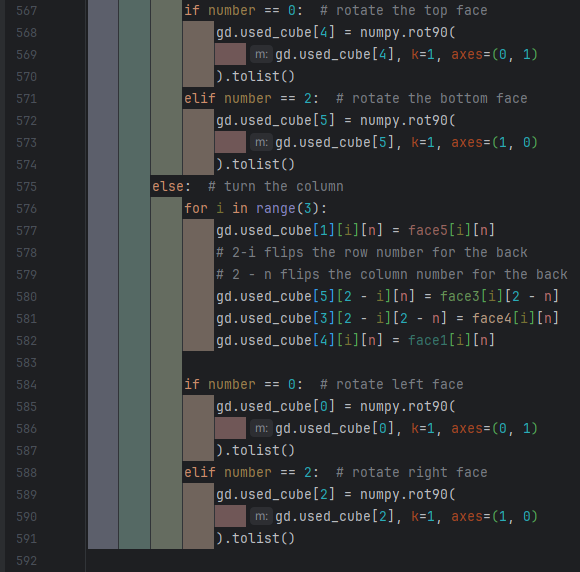 567 if number == 0:  # rotate the top face
568 gd.used_cube[4] = numpy.rot90(
569 m: gd.used_cube[4], k=1, axes=(0, 1)
570 ).tolist()
571 elif number == 2:  # rotate the bottom face
572 gd.used_cube[5] = numpy.rot90(
573 m: gd.used_cube[5], k=1, axes=(1, 0)
574 ).tolist()
575 else:  # turn the column
576 for i in range(3):
577 gd.used_cube[1][i][n] = face5[i][n]
578 # 2-i flips the row number for the back
579 # 2 - n flips the column number for the back
580 gd.used_cube[5][2 - i][n] = face3[i][2 - n]
581 gd.used_cube[3][2 - i][2 - n] = face4[i][n]
582 gd.used_cube[4][i][n] = face1[i][n]
583
584 if number == 0:  # rotate left face
585 gd.used_cube[0] = numpy.rot90(
586 m: gd.used_cube[0], k=1, axes=(0, 1)
587 ).tolist()
588 elif number == 2:  # rotate right face
589 gd.used_cube[2] = numpy.rot90(
590 m: gd.used_cube[2], k=1, axes=(1, 0)
591 ).tolist()
592